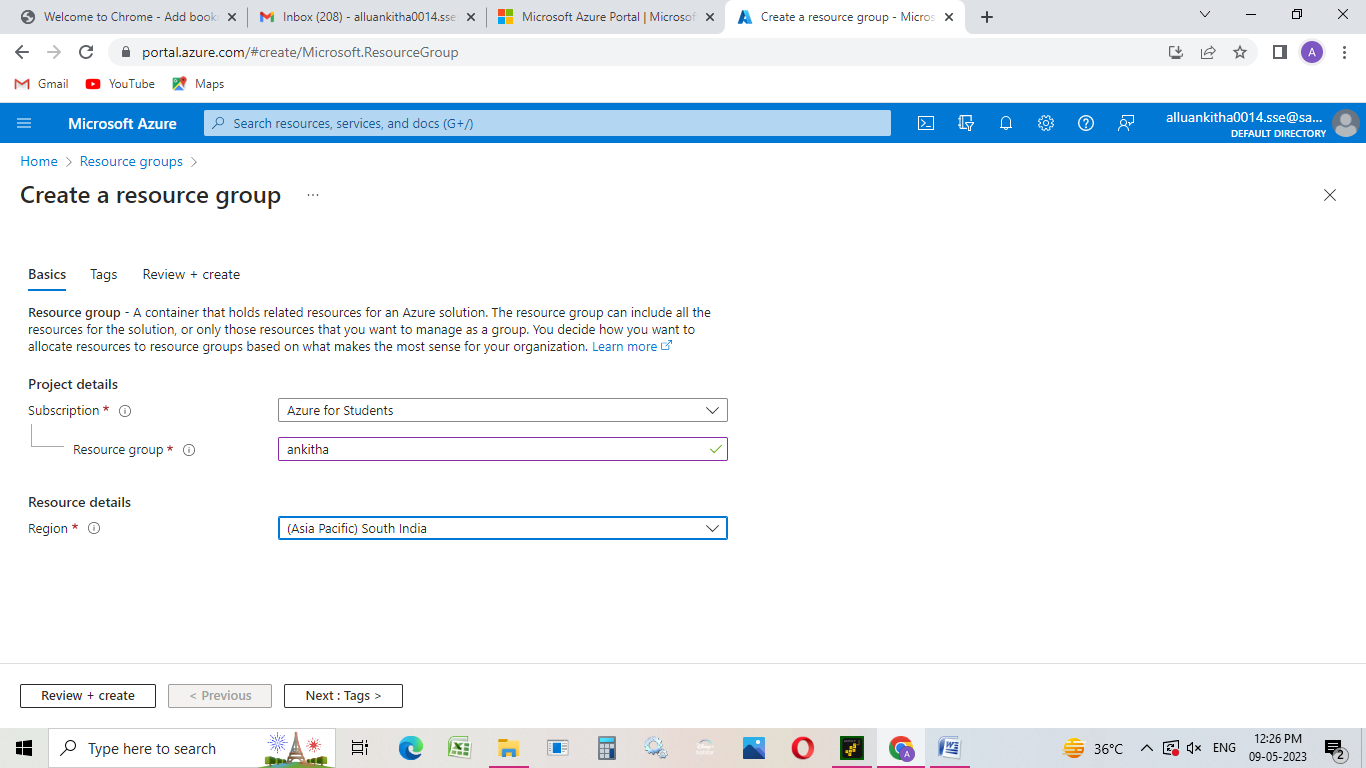 Welcome to Chrome - Add book
Inbox (208) - alluankitha0014.sse
Microsoft Azure Portal | Microsof
Create a resource group - Micros
portal.azure.com/#create/Microsoft.ResourceGroup
A
Gmail
YouTube
Maps
Microsoft Azure
Search resources, services, and docs (G+/)
alluankitha0014.sse@sa...
DEFAULT DIRECTORY
Home > Resource groups >
Create a resource group ...
Basics
Tags
Review + create
Resource group - A container that holds related resources for an Azure solution. The resource group can include all the
resources for the solution, or only those resources that you want to manage as a group. You decide how you want to
allocate resources to resource groups based on what makes the most sense for your organization. Learn more
Project details
Subscription *
Azure for Students
Resource group *
ankitha
Resource details
Region *
(Asia Pacific) South India
Review + create
< Previous
Next : Tags >
Type here to search
A
36°C
ENG
12:26 PM
09-05-2023
2